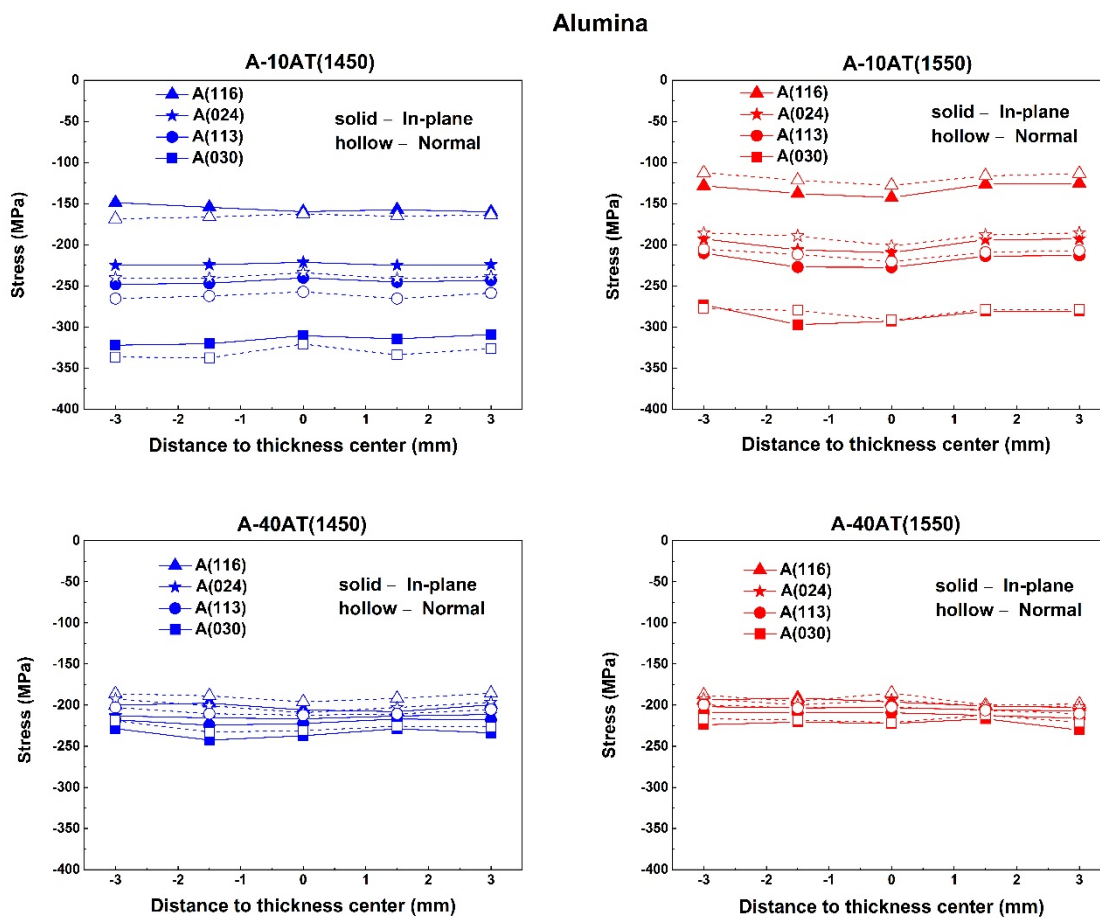 Alumina
A-10AT(1450)
0
-50
-100
-150
-200
-250
-300
-350
-400
Stress (MPa)
A(116)
A(024)
A(113)
A(030)
solid – In-plane
hollow – Normal
-3 -2 -1 0 1 2 3
Distance to thickness center (mm)
A-10AT(1550)
0
-50
-100
-150
-200
-250
-300
-350
-400
Stress (MPa)
A(116)
A(024)
A(113)
A(030)
solid – In-plane
hollow – Normal
-3 -2 -1 0 1 2 3
Distance to thickness center (mm)
A-40AT(1450)
0
-50
-100
-150
-200
-250
-300
-350
-400
Stress (MPa)
A(116)
A(024)
A(113)
A(030)
solid – In-plane
hollow – Normal
-3 -2 -1 0 1 2 3
Distance to thickness center (mm)
A-40AT(1550)
0
-50
-100
-150
-200
-250
-300
-350
-400
Stress (MPa)
A(116)
A(024)
A(113)
A(030)
solid – In-plane
hollow – Normal
-3 -2 -1 0 1 2 3
Distance to thickness center (mm)